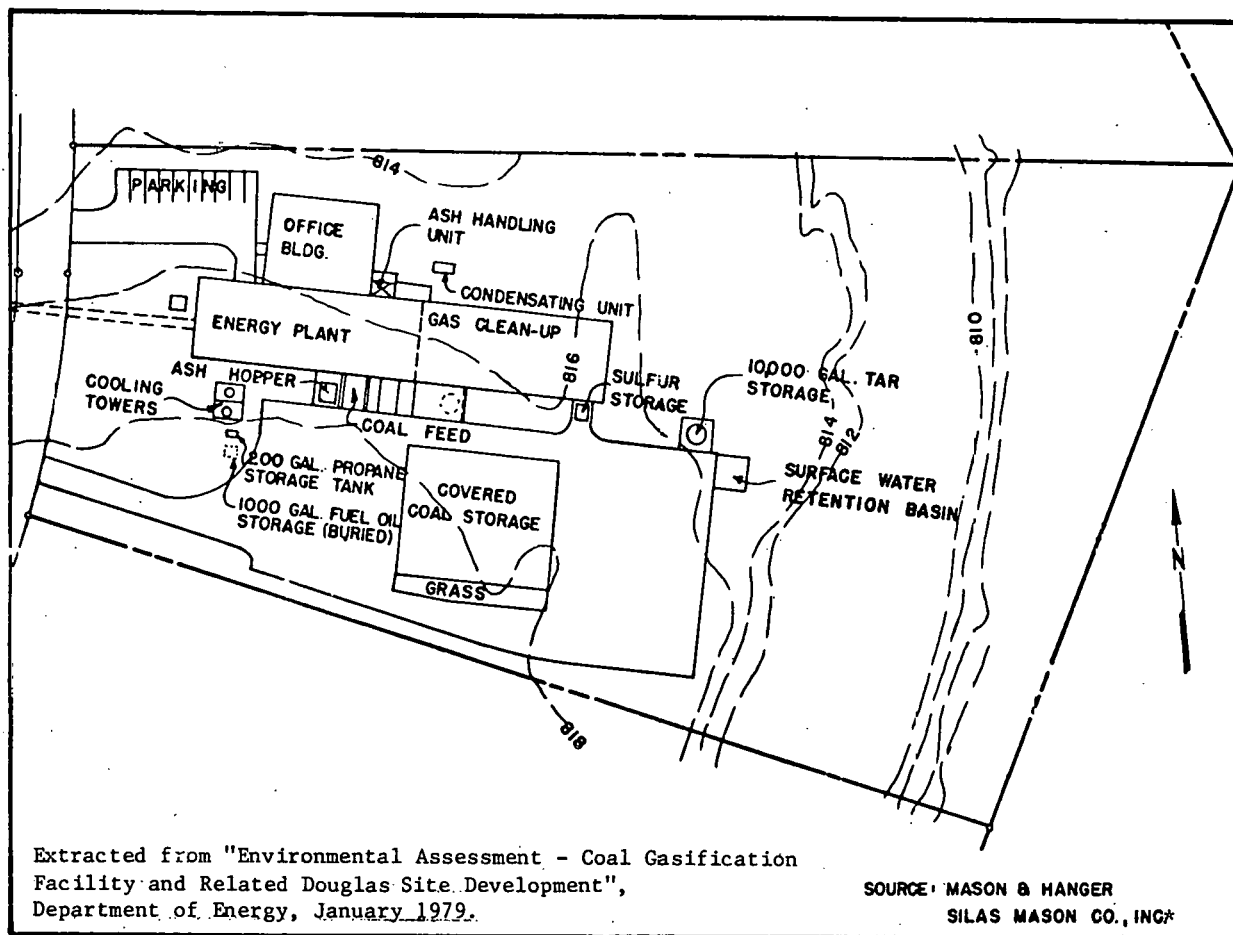 814
PARKING
OFFICE
BLDG.
ASH HANDLING
UNIT
CONDENSATING UNIT
ENERGY PLANT
GAS CLEAN-UP
816
810
10,000 GAL. TAR
STORAGE
SULFUR
STORAGE
ASH HOPPER
COOLING
TOWERS
COAL FEED
814
812
200 GAL. PROPANE
STORAGE TANK
1000 GAL. FUEL OIL
STORAGE (BURIED)
COVERED
COAL STORAGE
SURFACE WATER
RETENTION BASIN
GRASS
N
818
Extracted from "Environmental Assessment - Coal Gasification
Facility and Related Douglas Site Development",
Department of Energy, January 1979.
SOURCE: MASON & HANGER
SILAS MASON CO., INC*